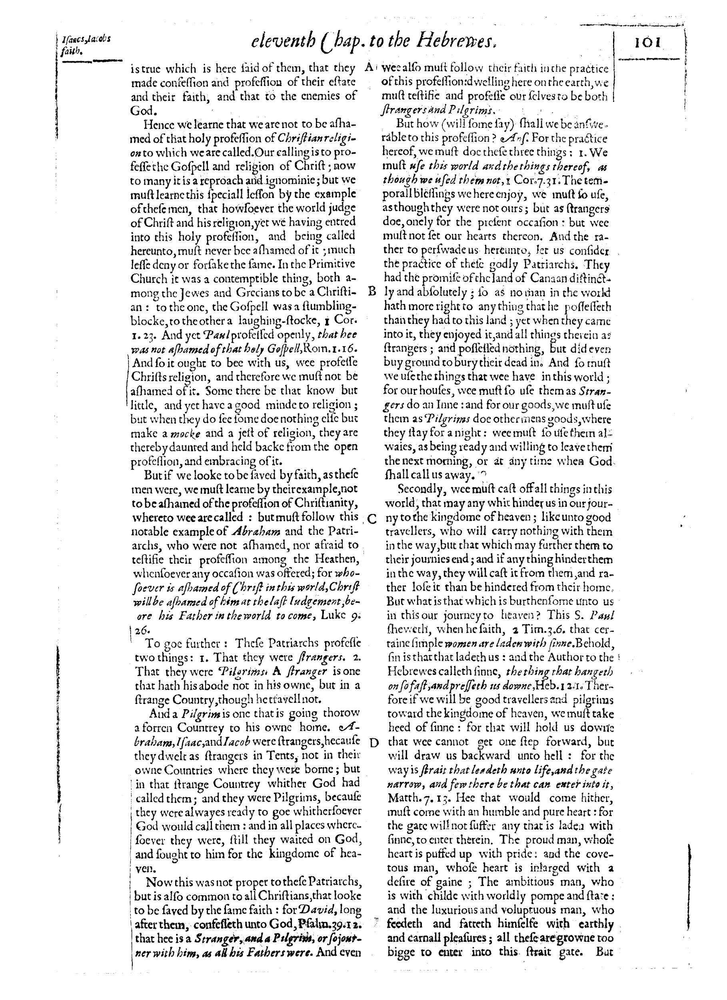 Iſaacs,Iacobs
faith.
eleventh Chap. to the Hebrewes.
101
is true which is here ſaid of them, that they
made confeſſion and profeſſion of their eſtate
and their faith, and that to the enemies of
God.
Hence we learne that we are not to be aſha-
med of that holy profeſſion of Chriſtian religi-
on to which we are called. Our calling is to pro-
feſſe the Goſpell and religion of Chriſt; now
to many it is a reproach and ignominie; but we
muſt learne this ſpeciall leſſon by the example
of theſe men, that howſoever the world judge
of Chriſt and his religion, yet we having entred
into this holy profeſſion, and being called
hereunto, muſt never bee aſhamed of it; much
leſſe deny or forſake the ſame. In the Primitive
Church it was a contemptible thing, both a-
mong the Jewes and Grecians to be a Chriſti-
an: to the one, the Goſpell was a ſtumbling-
blocke, to the other a laughing-ſtocke, 1 Cor.
1. 23. And yet Paul profeſſed openly, that hee
was not aſhamed of that holy Goſpell, Rom. 1. 16.
And ſo it ought to bee with us, wee profeſſe
Chriſts religion, and therefore we muſt not be
aſhamed of it. Some there be that know but
little, and yet have a good minde to religion;
but when they do ſee ſome doe nothing elſe but
make a mocke and a jeſt of religion, they are
thereby daunted and held backe from the open
profeſſion, and embracing of it.
But if we looke to be ſaved by faith, as theſe
men were, we muſt learne by their example, not
to be aſhamed of the profeſſion of Chriſtianity,
whereto wee are called: but muſt follow this
notable example of Abraham and the Patri-
archs, who were not aſhamed, nor afraid to
teſtifie their profeſſion among the Heathen,
whenſoever any occaſion was offered; for who-
ſoever is aſhamed of Chriſt in this world, Chriſt
will be aſhamed of him at the laſt Iudgement, be-
ore his Father in the world to come, Luke 9.
26.
To goe further: Theſe Patriarchs profeſſe
two things: 1. That they were ſtrangers. 2.
That they were Pilgrims. A ſtranger is one
that hath his abode not in his owne, but in a
ſtrange Country, though he travell not.
And a Pilgrim is one that is going thorow
a forren Countrey to his owne home. A-
braham, Iſaac, and Iacob were ſtrangers, hecauſe
they dwelt as ſtrangers in Tents, not in their
owne Countries where they were borne; but
in that ſtrange Countrey whither God had
called them; and they were Pilgrims, becauſe
they were alwayes ready to goe whitherſoever
God would call them: and in all places where-
ſoever they were, ſtill they waited on God,
and ſought to him for the kingdome of hea-
ven.
Now this was not proper to theſe Patriarchs,
but is alſo common to all Chriſtians, that looke
to be ſaved by the ſame faith: for David, long
after them, confeſſeth unto God, Pſalm. 39. 12.
that hee is a Stranger, and a Pilgrim, or ſojour-
ner with him, as all his Fathers were. And even
A
wee alſo muſt follow their faith in the practice
of this profeſſion: dwelling here on the earth, we
muſt teſtifie and profeſſe our ſelves to be both
ſtrangers and Pilgrims.
But how (will ſome ſay) ſhall we be anſwe-
rable to this profeſſion? Anſ. For the practice
hereof, we muſt doe theſe three things: 1. We
muſt uſe this world and the things thereof, as
though we uſed them not, 1 Cor. 7. 31. The tem-
porall bleſſings we here enjoy, we muſt ſo uſe,
as though they were not ours; but as ſtrangers
doe, onely for the preſent occaſion: but wee
muſt not ſet our hearts thereon. And the ra-
ther to perſwade us hereunto, let us conſider
the practice of theſe godly Patriarchs. They
had the promiſe of the land of Canaan diſtinct-
B
ly and abſolutely; ſo as no man in the world
hath more right to any thing that he poſſeſſeth
than they had to this land; yet when they came
into it, they enjoyed it, and all things therein as
ſtrangers; and poſſeſſed nothing, but did even
buy ground to bury their dead in. And ſo muſt
we uſe the things that wee have in this world;
for our houſes, wee muſt ſo uſe them as Stran-
gers do an Inne: and for our goods, we muſt uſe
them as Pilgrims doe other mens goods, where
they ſtay for a night: wee muſt ſo uſe them al-
waies, as being ready and willing to leave them
the next morning, or at any time when God
ſhall call us away.
Secondly, wee muſt caſt off all things in this
world, that may any whit hinder us in our jour-
C
ny to the kingdome of heaven; like unto good
travellers, who will carry nothing with them
in the way, but that which may further them to
their journies end; and if any thing hinder them
in the way, they will caſt it from them, and ra-
ther loſe it than be hindered from their home.
But what is that which is burthenſome unto us
in this our journey to heaven? This S. Paul
ſheweth, when he ſaith, 2 Tim. 3. 6. that cer-
taine ſimple women are laden with ſinne. Behold,
ſin is that that ladeth us: and the Author to the
Hebrewes calleth ſinne, the thing that hangeth
on ſo faſt, and preſſeth us downe, Heb. 12. 1. Ther-
fore if we will be good travellers and pilgrims
toward the kingdome of heaven, we muſt take
heed of ſinne: for that will hold us downe
D
that wee cannot get one ſtep forward, but
will draw us backward unto hell: for the
way is ſtrait that leadeth unto life, and the gate
narrow, and few there be that can enter into it,
Matth. 7. 13. Hee that would come hither,
muſt come with an humble and pure heart: for
the gate will not ſuffer any that is laden with
ſinne, to enter therein. The proud man, whoſe
heart is puffed up with pride: and the cove-
tous man, whoſe heart is inlarged with a
deſire of gaine; The ambitious man, who
is with childe with worldly pompe and ſtate:
and the luxurious and voluptuous man, who
feedeth and fatteth himſelfe with earthly
and carnall pleaſures; all theſe are growne too
bigge to enter into this ſtrait gate. But